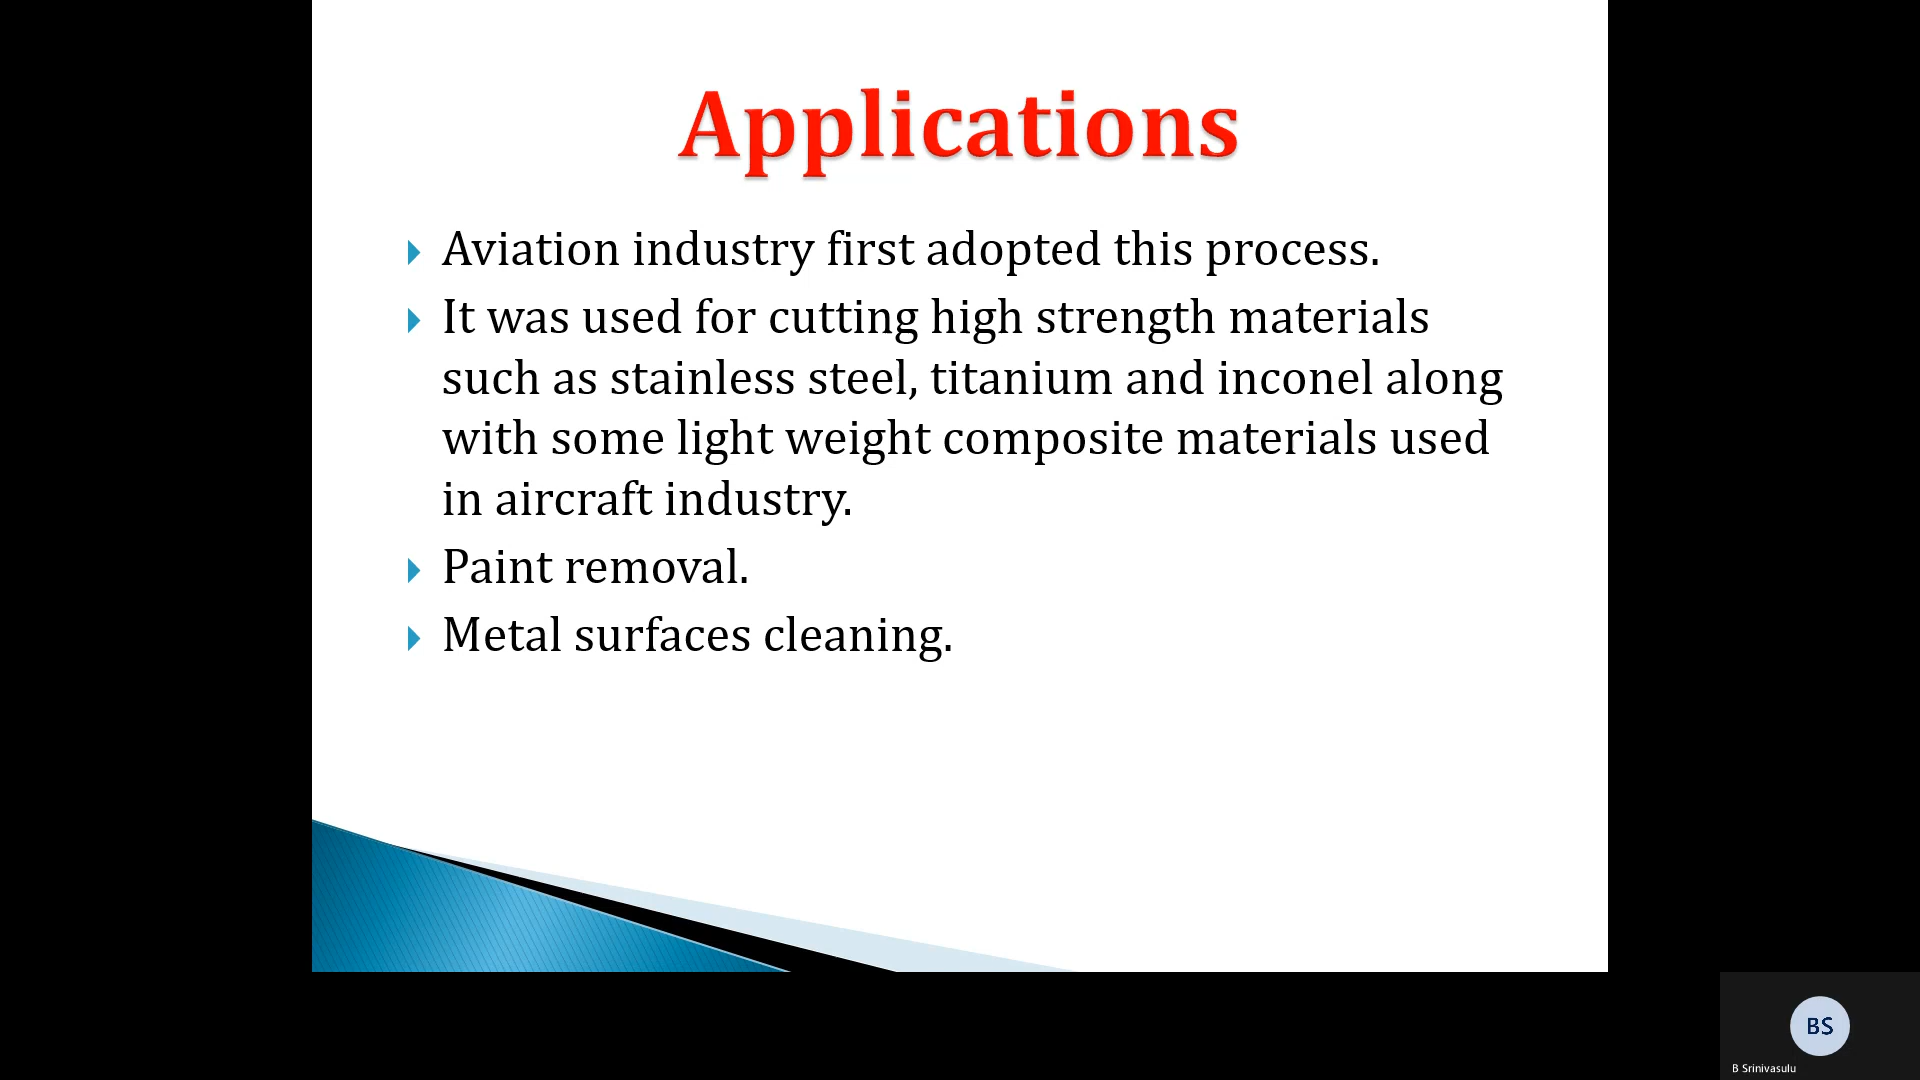 Applications
Aviation industry first adopted this process.
It was used for cutting high strength materials
such as stainless steel, titanium and inconel along
with some light weight composite materials used
in aircraft industry.
Paint removal.
Metal surfaces cleaning.
BS
B Srinivasulu